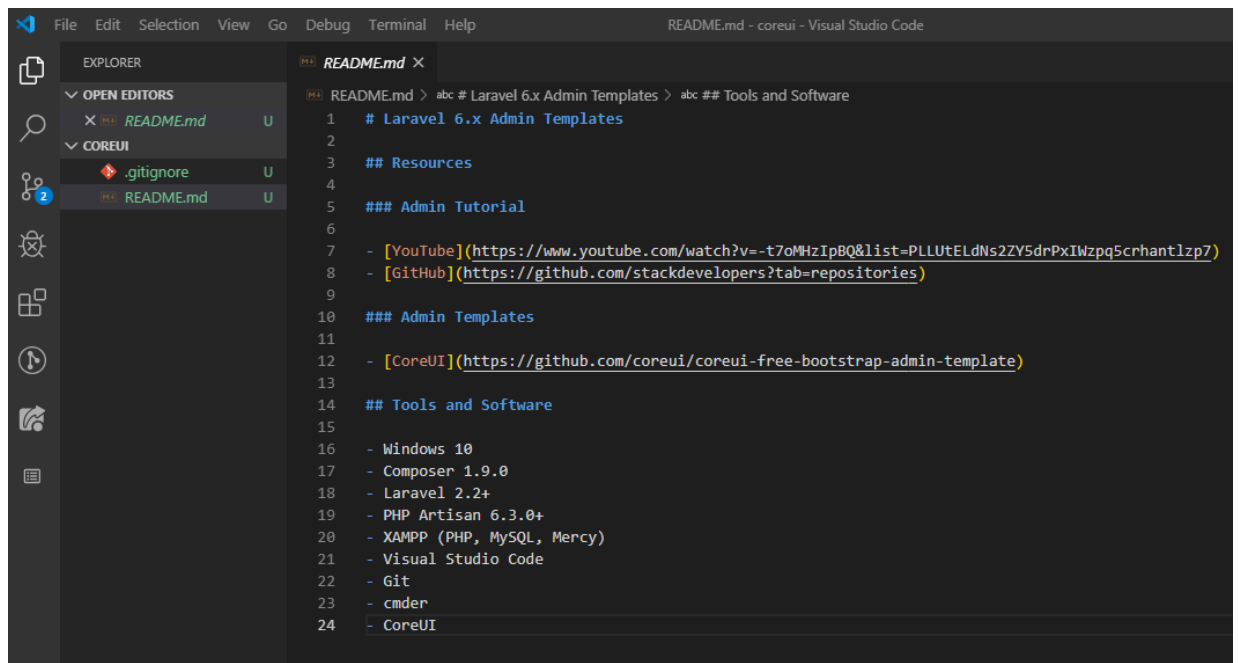 File Edit Selection View Go Debug Terminal Help README.md - coreui - Visual Studio Code
EXPLORER
OPEN EDITORS
README.md U
COREUI
.gitignore U
README.md U
2
README.md
README.md > abc # Laravel 6.x Admin Templates > abc ## Tools and Software
1 # Laravel 6.x Admin Templates
2
3 ## Resources
4
5 ### Admin Tutorial
6
7 - [YouTube](https://www.youtube.com/watch?v=-t7oMHzIpBQ&list=PLLUtELdNs2ZY5drPxIWzpq5crhantlzp7)
8 - [GitHub](https://github.com/stackdevelopers?tab=repositories)
9
10 ### Admin Templates
11
12 - [CoreUI](https://github.com/coreui/coreui-free-bootstrap-admin-template)
13
14 ## Tools and Software
15
16 - Windows 10
17 - Composer 1.9.0
18 - Laravel 2.2+
19 - PHP Artisan 6.3.0+
20 - XAMPP (PHP, MySQL, Mercy)
21 - Visual Studio Code
22 - Git
23 - cmder
24 - CoreUI